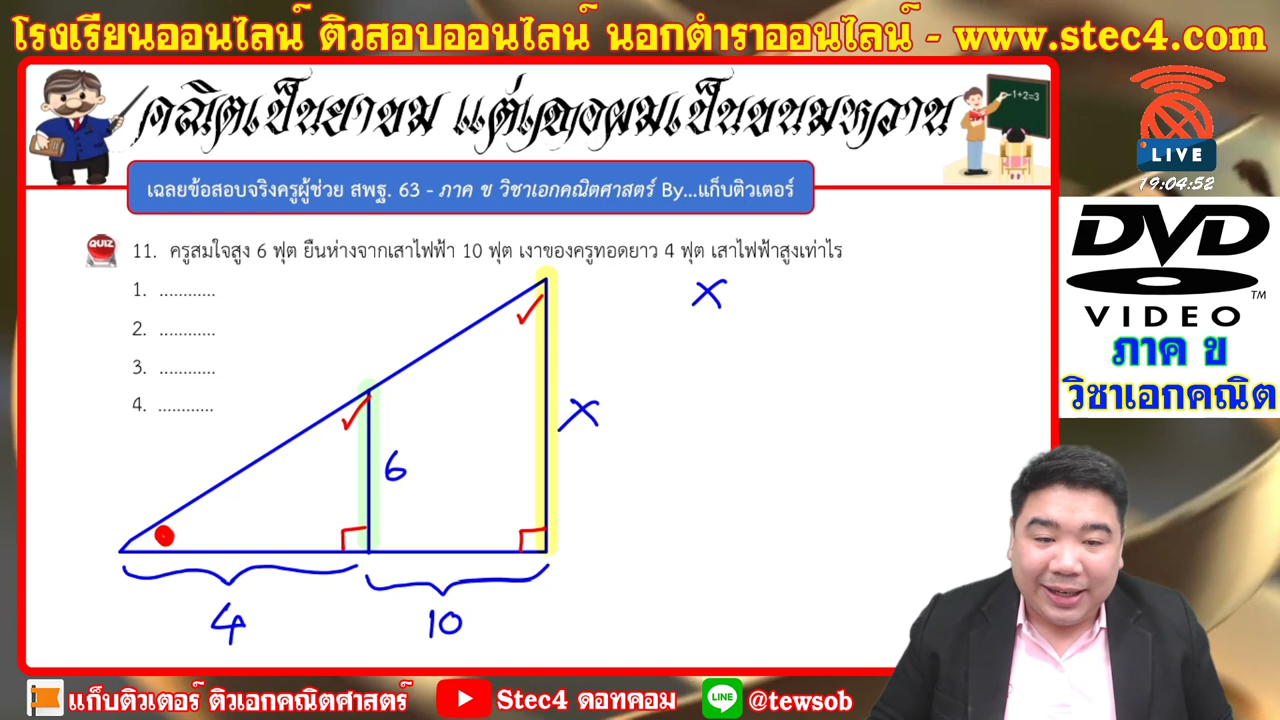 โรงเรียนออนไลน์ ติวสอบออนไลน์ นอกตำราออนไลน์ - www.stec4.com
คณิตเป็นยาขม แต่เธอผมเป็นขนมหวาน
-1+2=3
LIVE
19:04:52
เฉลยข้อสอบจริงครูผู้ช่วย สพฐ. 63 - ภาค ข วิชาเอกคณิตศาสตร์ By...แก็บติวเตอร์
DVD
TM
VIDEO
ภาค ข
วิชาเอกคณิต
QUIZ
11. ครูสมใจสูง 6 ฟุต ยืนห่างจากเสาไฟฟ้า 10 ฟุต เงาของครูทอดยาว 4 ฟุต เสาไฟฟ้าสูงเท่าไร
1. ............
2. ............
3. ............
4. ............
x
x
6
4
10
แก็บติวเตอร์ ติวเอกคณิตศาสตร์
Stec4 ดอทคอม
LINE
@tewsob